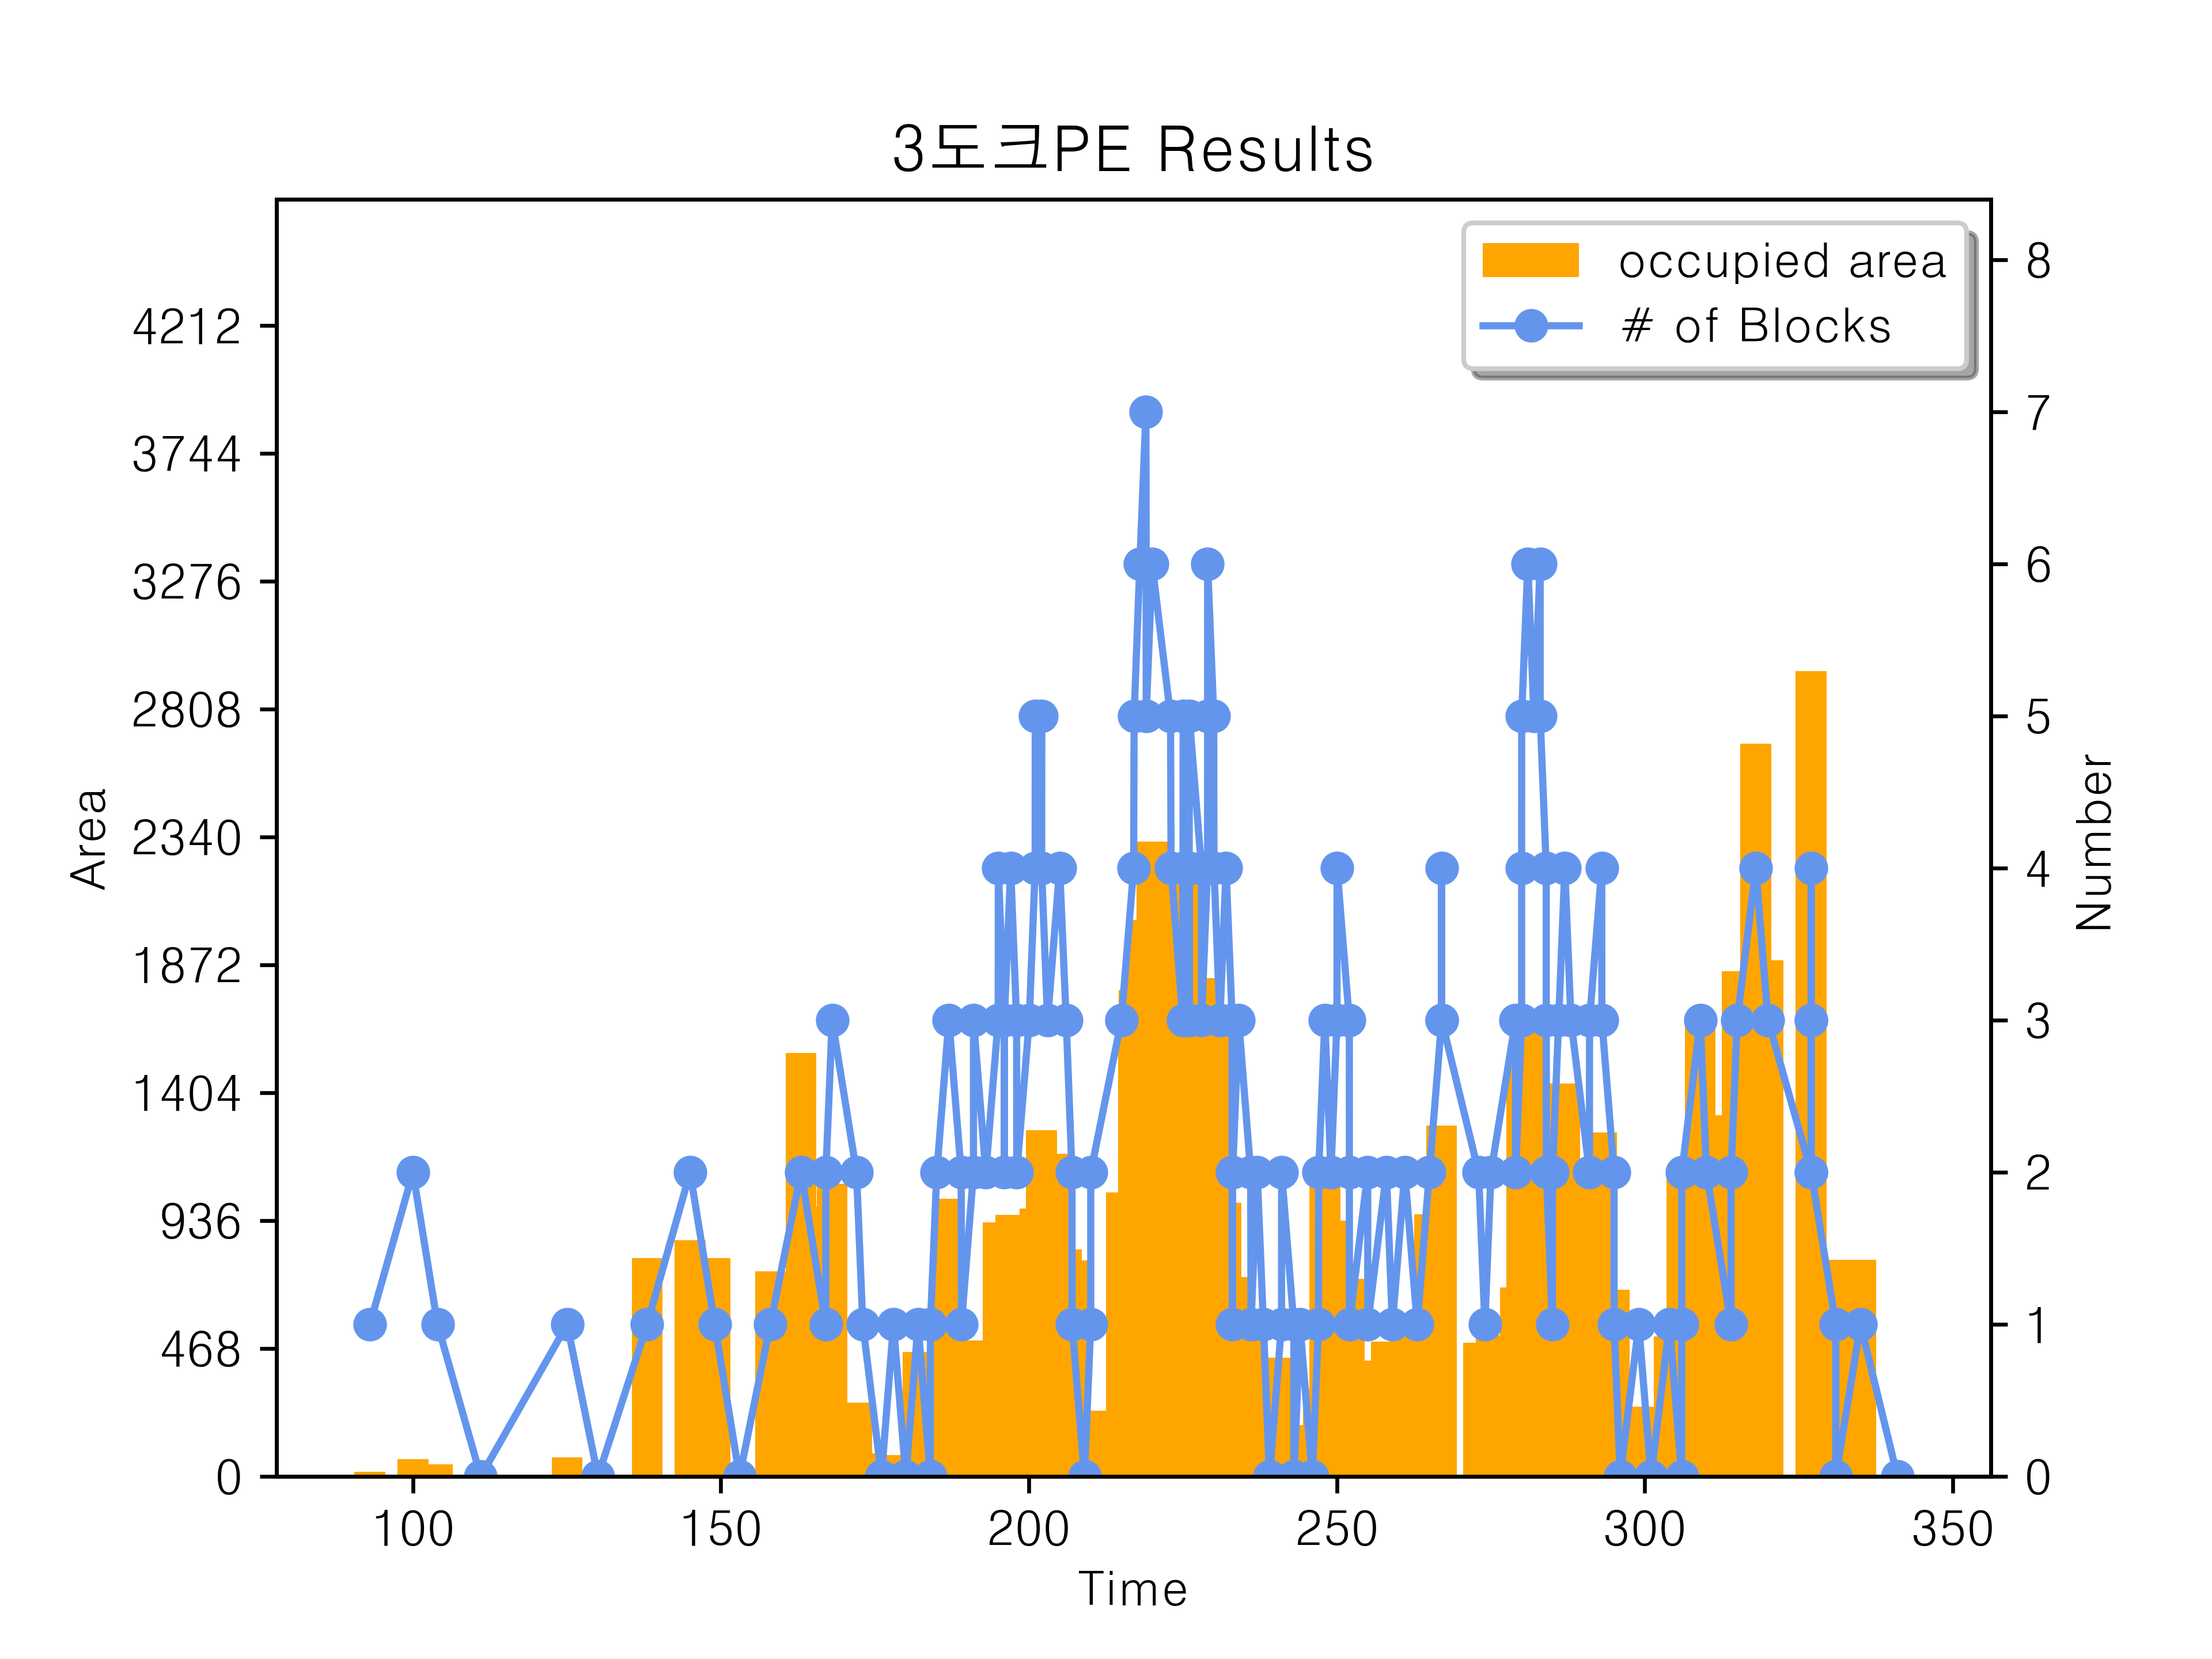 3도크PE Results
occupied area
# of Blocks
4212
3744
3276
2808
2340
1872
1404
936
468
0
Area
8
7
6
5
4
3
2
1
0
Number
100 150 200 250 300 350
Time